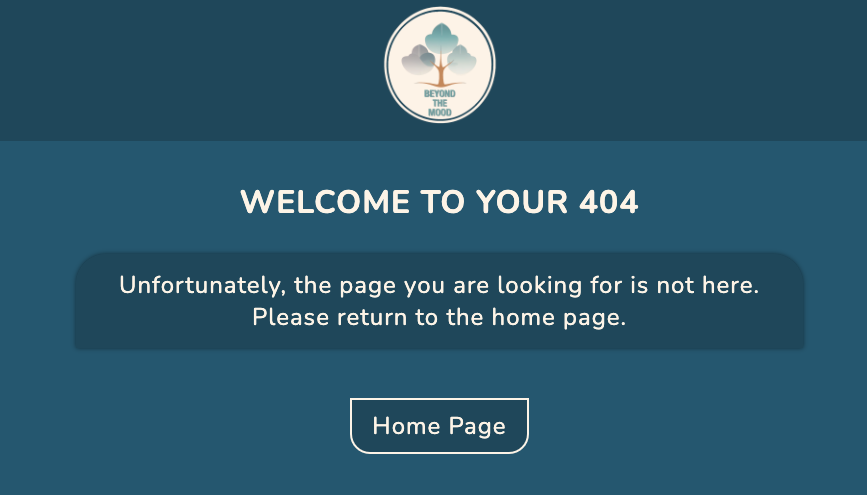 BEYOND
THE
MOOD
WELCOME TO YOUR 404
Unfortunately, the page you are looking for is not here.
Please return to the home page.
Home Page